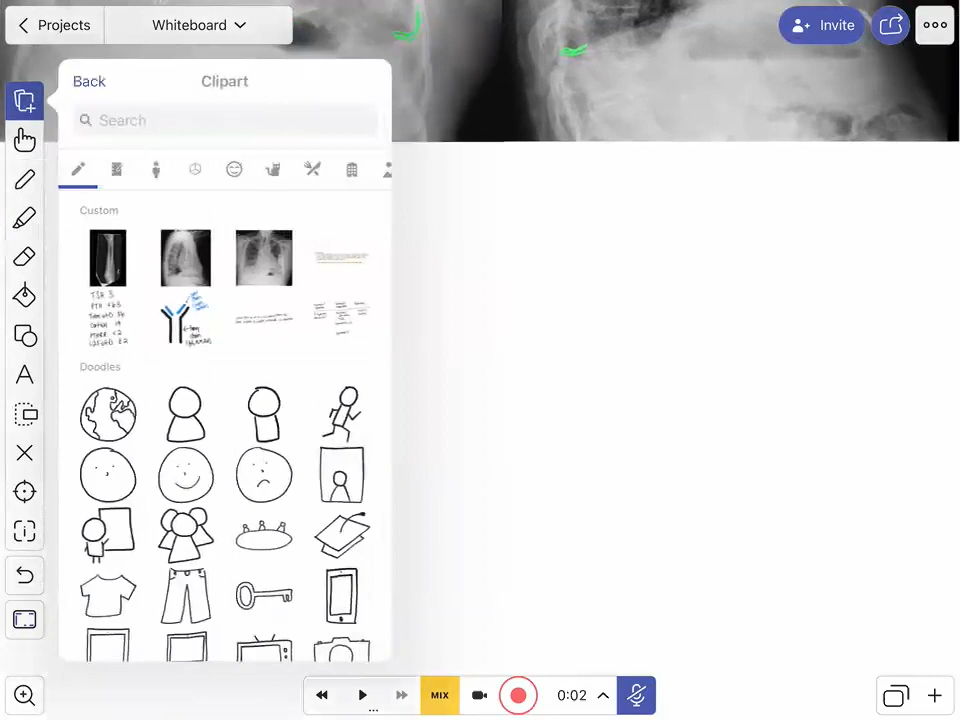 Projects
Whiteboard
Invite
Back
Clipart
Search
Custom
Doodles
MIX
0:02